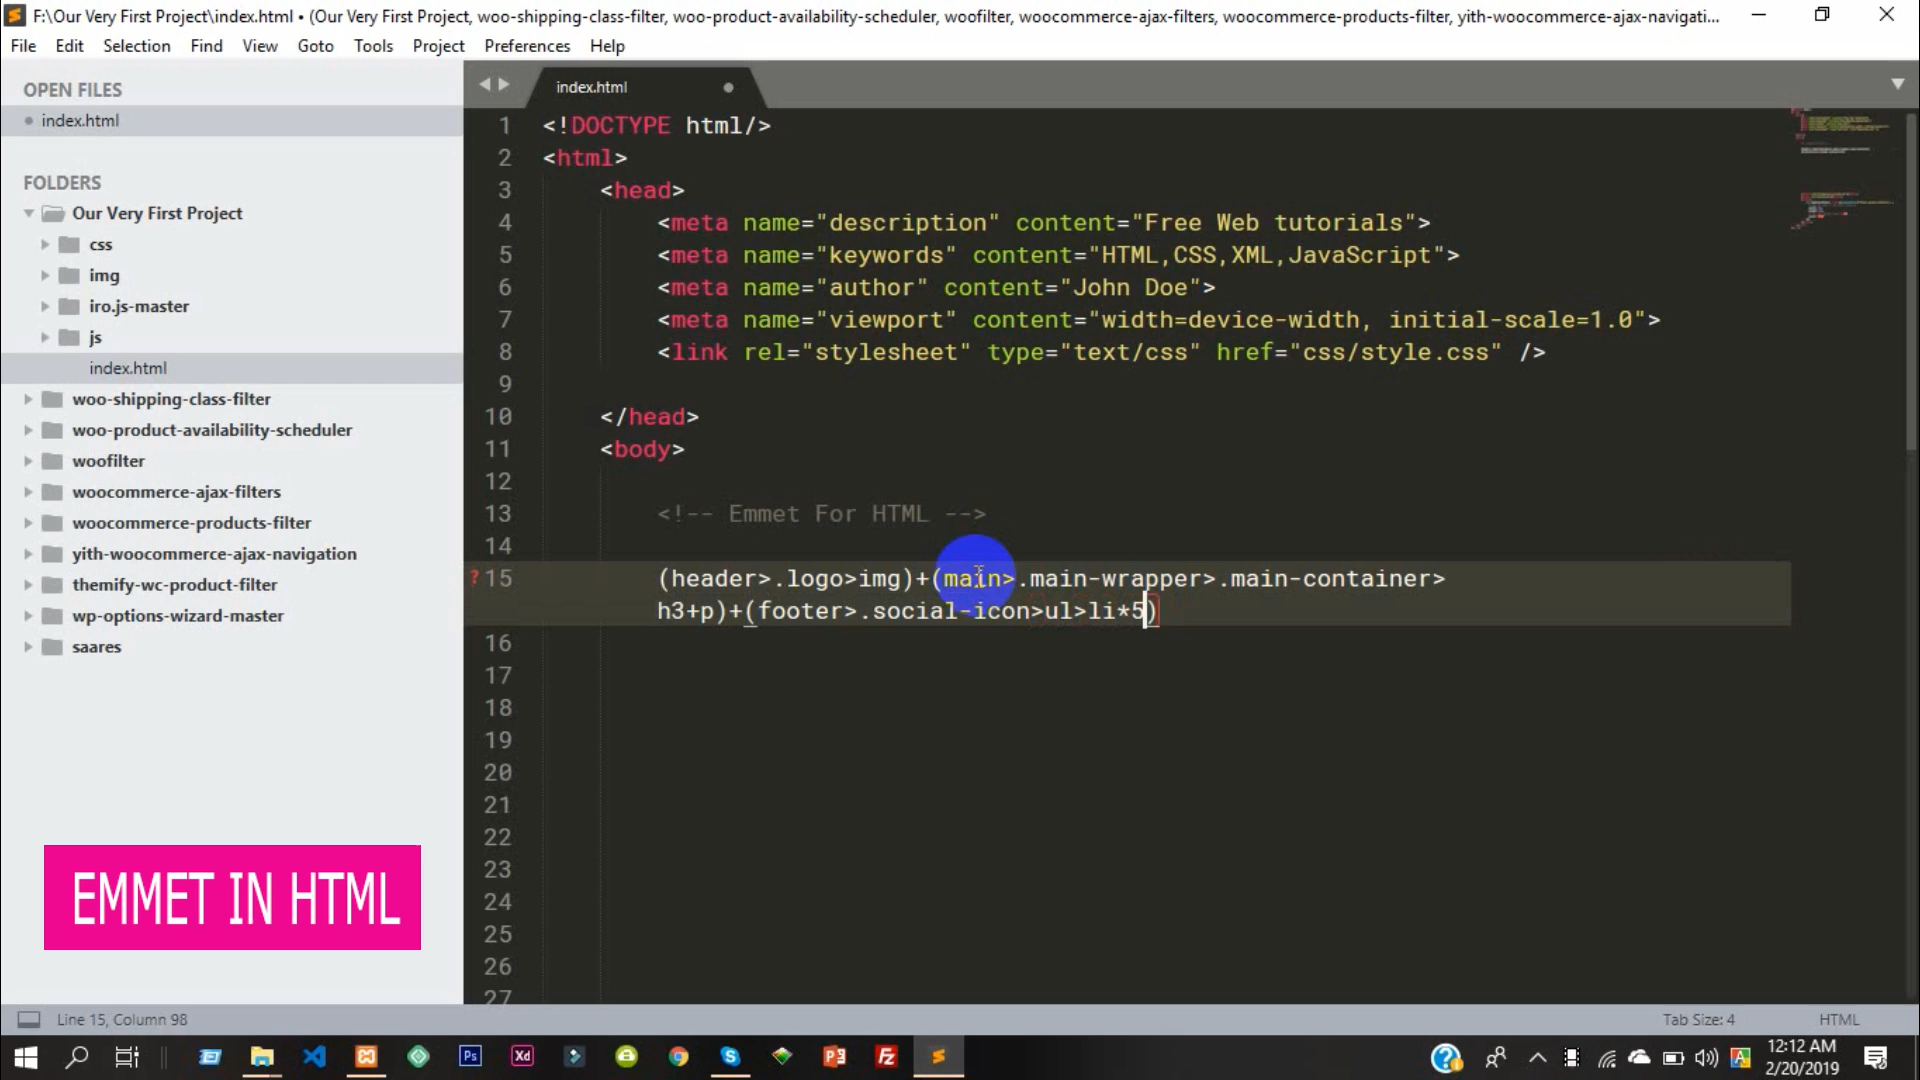 F:\Our Very First Project\index.html • (Our Very First Project, woo-shipping-class-filter, woo-product-availability-scheduler, woofilter, woocommerce-ajax-filters, woocommerce-products-filter, yith-woocommerce-ajax-navigati...
File Edit Selection Find View Goto Tools Project Preferences Help
OPEN FILES
index.html
FOLDERS
Our Very First Project
css
img
iro.js-master
js
index.html
woo-shipping-class-filter
woo-product-availability-scheduler
woofilter
woocommerce-ajax-filters
woocommerce-products-filter
yith-woocommerce-ajax-navigation
themify-wc-product-filter
wp-options-wizard-master
saares
EMMET IN HTML
index.html
1 <!DOCTYPE html/>
2 <html>
3 <head>
4 <meta name="description" content="Free Web tutorials">
5 <meta name="keywords" content="HTML,CSS,XML,JavaScript">
6 <meta name="author" content="John Doe">
7 <meta name="viewport" content="width=device-width, initial-scale=1.0">
8 <link rel="stylesheet" type="text/css" href="css/style.css" />
9
10 </head>
11 <body>
12
13 <!-- Emmet For HTML -->
14
?15 (header>.logo>img)+(main>.main-wrapper>.main-container>
h3+p)+(footer>.social-icon>ul>li*5)
16
17
18
19
20
21
22
23
24
25
26
27
Line 15, Column 98 Tab Size: 4 HTML
Ps Xd
12:12 AM
2/20/2019